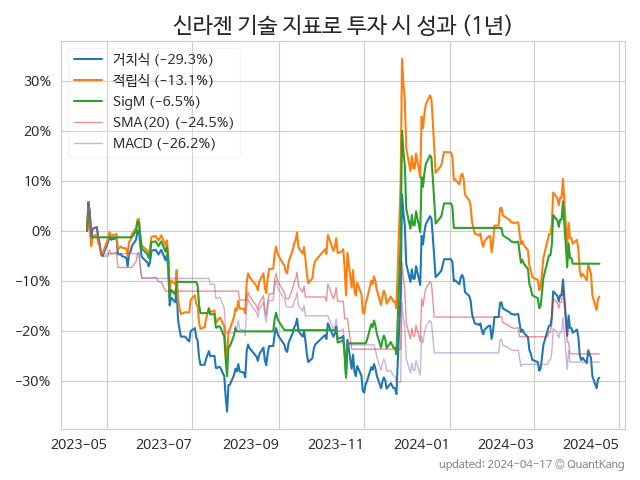 신라젠 기술 지표로 투자 시 성과 (1년)
거치식 (−29.3%)
적립식 (−13.1%)
SigM (−6.5%)
SMA(20) (−24.5%)
MACD (−26.2%)
30%
20%
10%
0%
−10%
−20%
−30%
2023-05 2023-07 2023-09 2023-11 2024-01 2024-03 2024-05
updated: 2024-04-17 © QuantKang